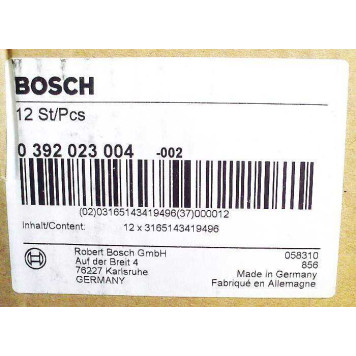 BOSCH
12 St/Pcs
0 392 023 004 -002
(02)03165143419496(37)000012
Inhalt/Content: 12 x 3165143419496
Robert Bosch GmbH
Auf der Breit 4
76227 Karlsruhe
GERMANY
058310
856
Made in Germany
Fabriqué en Allemagne